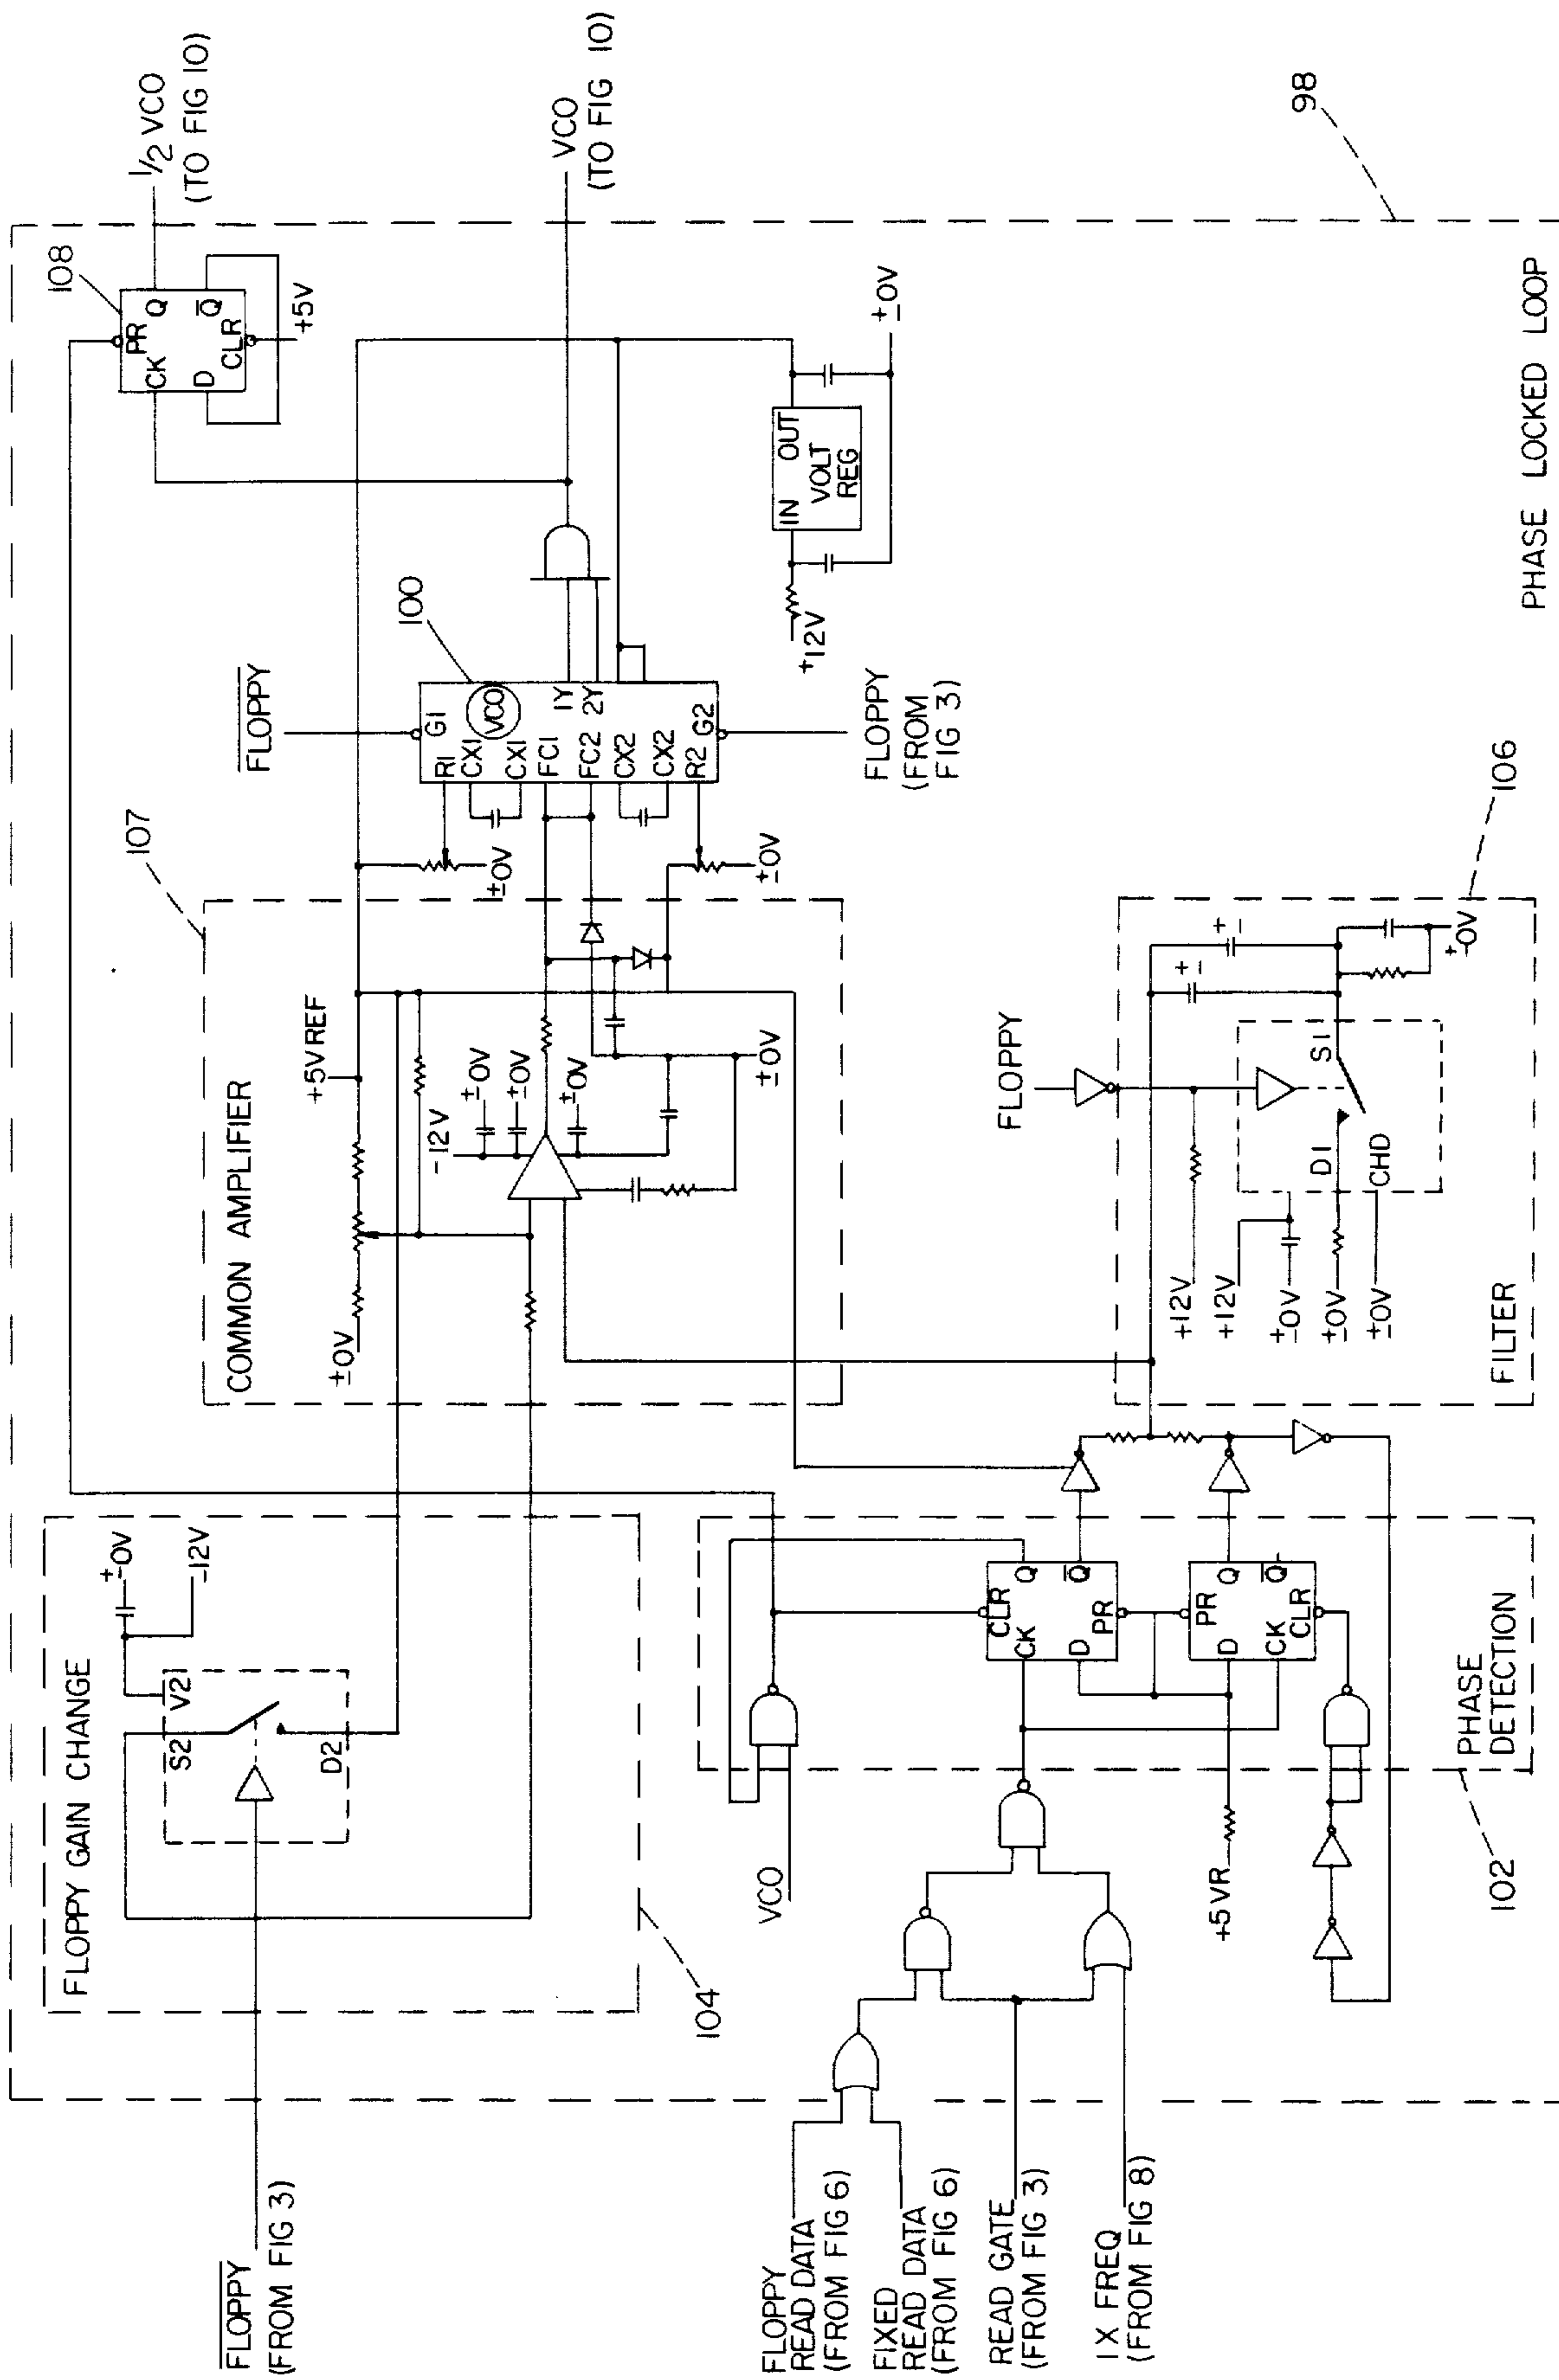 FLOPPY
(FROM FIG 3)
FLOPPY GAIN CHANGE
S2
V2
D2
+-0V
-12V
104
COMMON AMPLIFIER
107
±0V
+5V REF
-12V
±0V
±0V
±0V
±0V
±0V
±0V
FLOPPY
100
G1
R1
VCO
CX1
CX1
FC1
FC2
CX2
CX2
R2
G2
1Y
2Y
FLOPPY
(FROM
FIG 3)
108
PR
CK
Q
D
Q
CLR
+5V
1/2 VCO
(TO FIG 10)
VCO
(TO FIG 10)
IN
OUT
VOLT
REG
+12V
±0V
FLOPPY
READ DATA
(FROM FIG 6)
FIXED
READ DATA
(FROM FIG 6)
READ GATE
(FROM FIG 3)
1X FREQ
(FROM FIG 8)
VCO
+5VR
CLR
CK
Q
D
Q
PR
PR
D
Q
CK
Q
CLR
PHASE
DETECTION
102
FLOPPY
+12V
+12V
±0V
±0V
±0V
D1
S1
CHD
+
-
+
-
±0V
FILTER
106
PHASE LOCKED LOOP
98